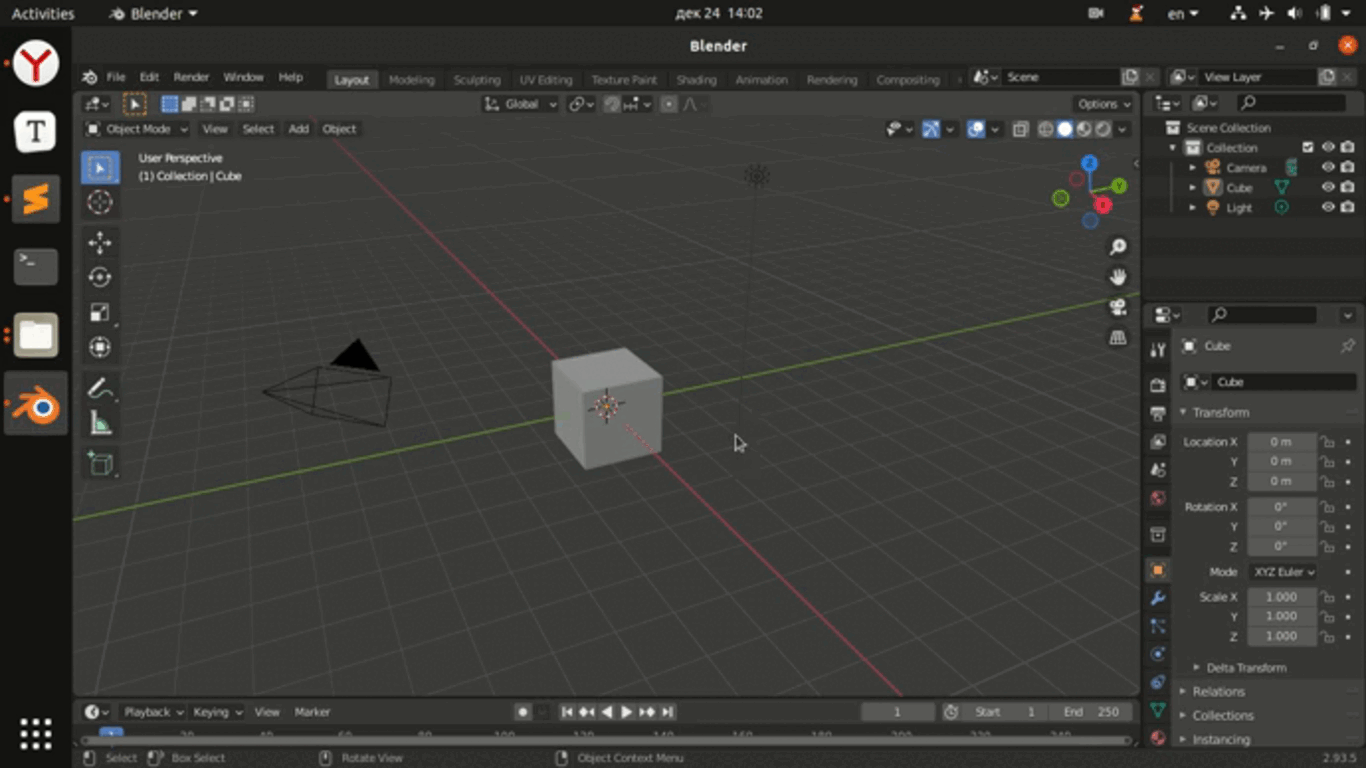 Activities Blender дек 24 14:02 en
Blender
File Edit Render Window Help Layout Modeling Sculpting UV Editing Texture Paint Shading Animation Rendering Compositing Scene View Layer
Global Options
Object Mode View Select Add Object
User Perspective
(1) Collection | Cube
Z
Y
X
Scene Collection
Collection
Camera
Cube
Light
Cube
Cube
Transform
Location X 0 m
Y 0 m
Z 0 m
Rotation X 0°
Y 0°
Z 0°
Mode XYZ Euler
Scale X 1.000
Y 1.000
Z 1.000
Delta Transform
Relations
Collections
Instancing
Playback Keying View Marker 1 Start 1 End 250
Select Box Select Rotate View Object Context Menu 2.93.5